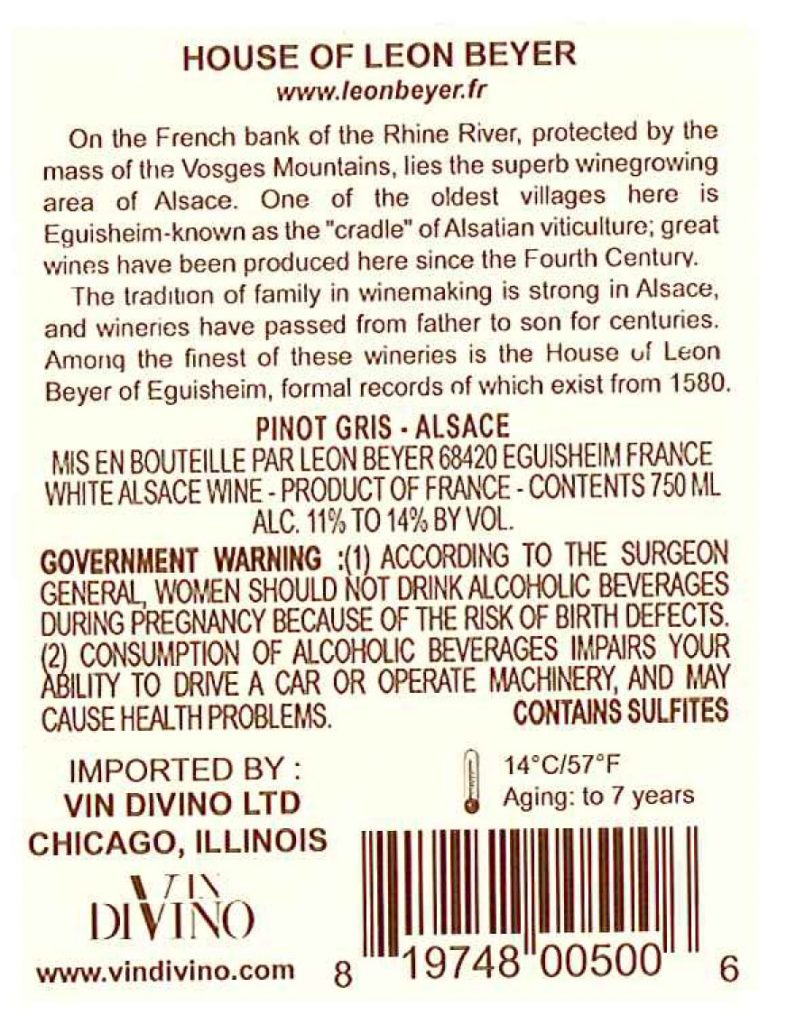 HOUSE OF LEON BEYER
www.leonbeyer.fr
On the French bank of the Rhine River, protected by the
mass of the Vosges Mountains, lies the superb winegrowing
area of Alsace. One of the oldest villages here is
Eguisheim-known as the "cradle" of Alsatian viticulture; great
wines have been produced here since the Fourth Century.
The tradition of family in winemaking is strong in Alsace,
and wineries have passed from father to son for centuries.
Among the finest of these wineries is the House of Leon
Beyer of Eguisheim, formal records of which exist from 1580.
PINOT GRIS - ALSACE
MIS EN BOUTEILLE PAR LEON BEYER 68420 EGUISHEIM FRANCE
WHITE ALSACE WINE - PRODUCT OF FRANCE - CONTENTS 750 ML
ALC. 11% TO 14% BY VOL.
GOVERNMENT WARNING :(1) ACCORDING TO THE SURGEON
GENERAL, WOMEN SHOULD NOT DRINK ALCOHOLIC BEVERAGES
DURING PREGNANCY BECAUSE OF THE RISK OF BIRTH DEFECTS.
(2) CONSUMPTION OF ALCOHOLIC BEVERAGES IMPAIRS YOUR
ABILITY TO DRIVE A CAR OR OPERATE MACHINERY, AND MAY
CAUSE HEALTH PROBLEMS. CONTAINS SULFITES
IMPORTED BY :
VIN DIVINO LTD
CHICAGO, ILLINOIS
VIN
DIVINO
www.vindivino.com
14°C/57°F
Aging: to 7 years
8 19748 00500 6